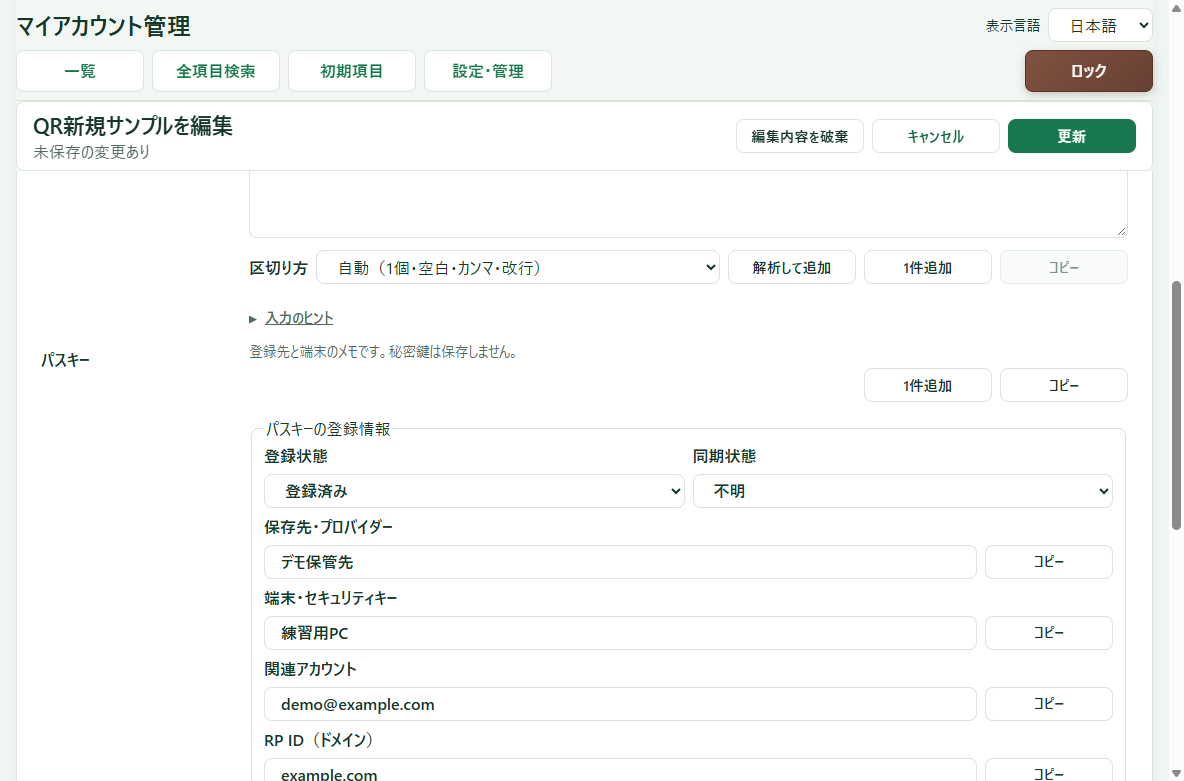 マイアカウント管理
表示言語 日本語
一覧 全項目検索 初期項目 設定・管理 ロック
QR新規サンプルを編集
未保存の変更あり
編集内容を破棄 キャンセル 更新
区切り方 自動（1個・空白・カンマ・改行） 解析して追加 1件追加 コピー
▶ 入力のヒント
パスキー
登録先と端末のメモです。秘密鍵は保存しません。
1件追加 コピー
パスキーの登録情報
登録状態 同期状態
登録済み 不明
保存先・プロバイダー
デモ保管先 コピー
端末・セキュリティキー
練習用PC コピー
関連アカウント
demo@example.com コピー
RP ID（ドメイン）
example.com コピー